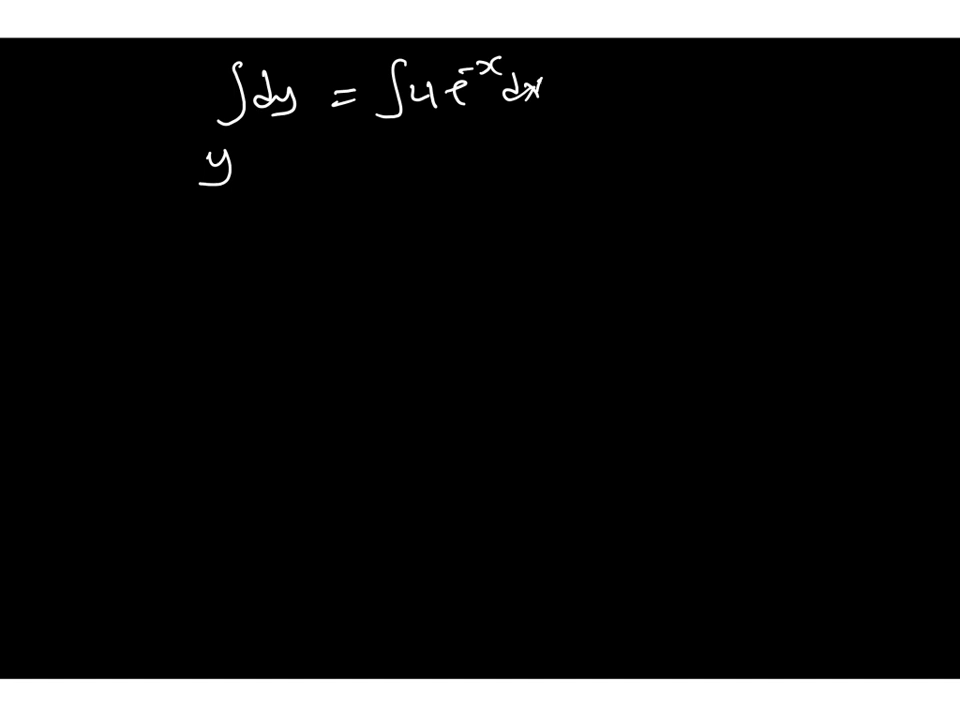 ∫dy = ∫4e^-x dx
y